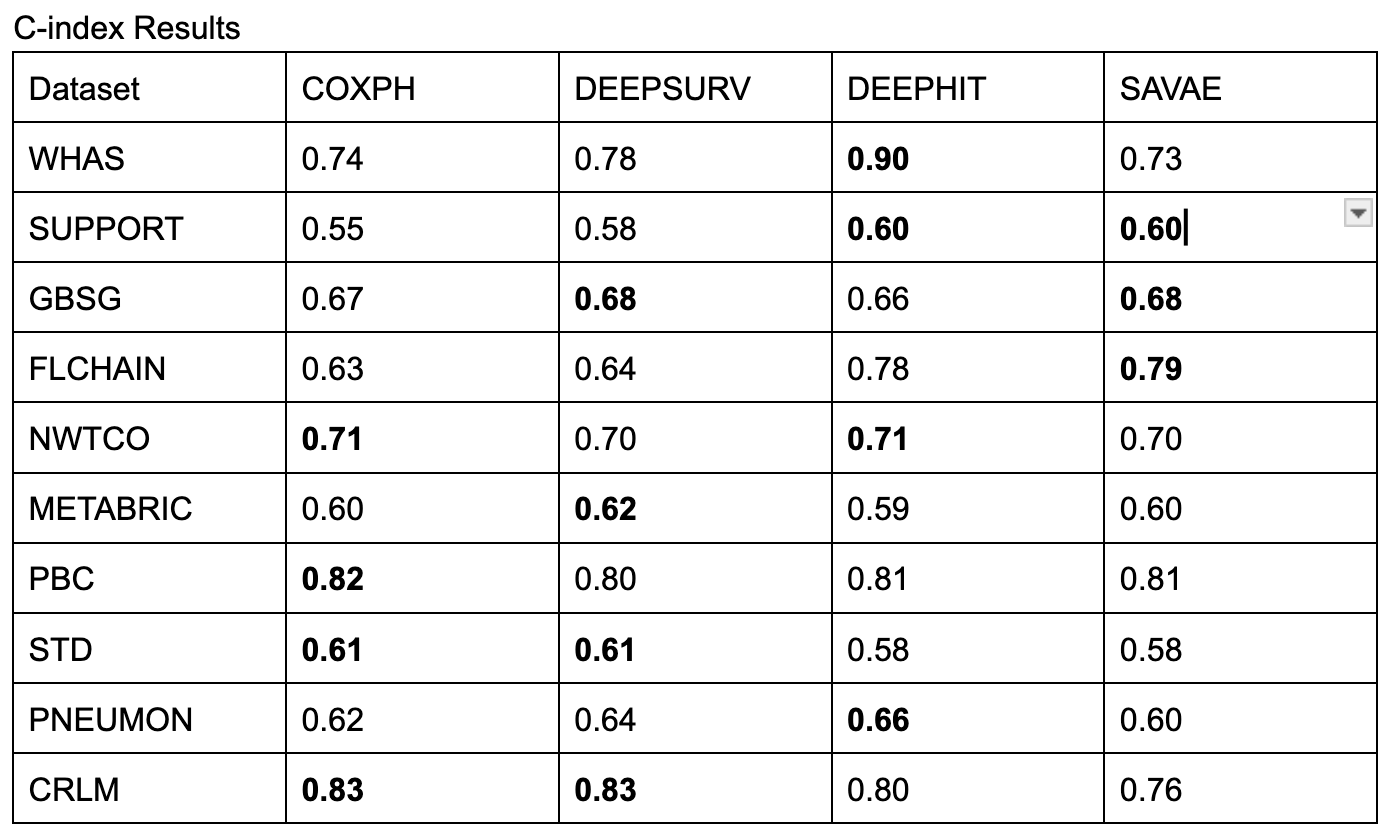 C-index Results
Dataset COXPH DEEPSURV DEEPHIT SAVAE
WHAS 0.74 0.78 0.90 0.73
SUPPORT 0.55 0.58 0.60 0.60
GBSG 0.67 0.68 0.66 0.68
FLCHAIN 0.63 0.64 0.78 0.79
NWTCO 0.71 0.70 0.71 0.70
METABRIC 0.60 0.62 0.59 0.60
PBC 0.82 0.80 0.81 0.81
STD 0.61 0.61 0.58 0.58
PNEUMON 0.62 0.64 0.66 0.60
CRLM 0.83 0.83 0.80 0.76